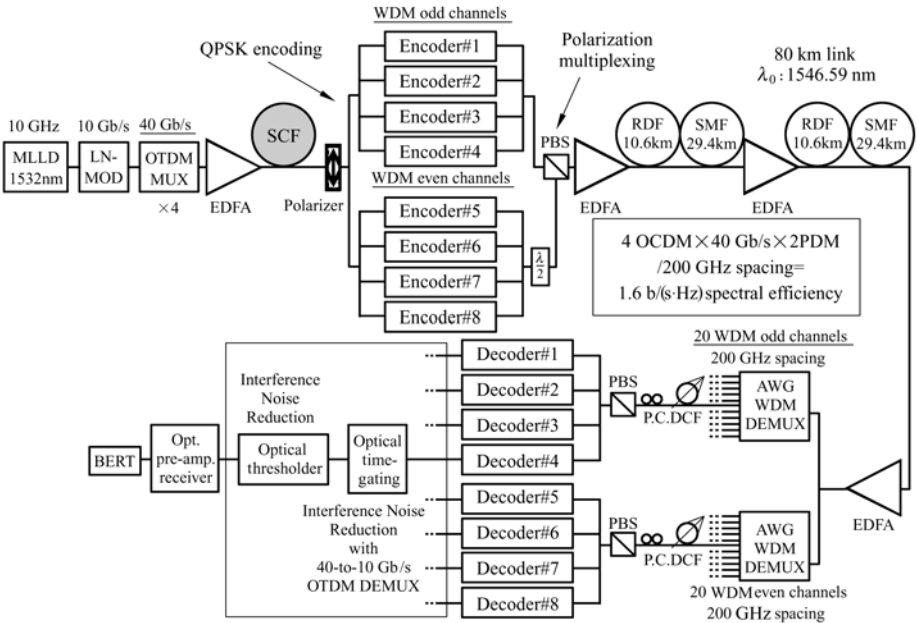 WDM odd channels
QPSK encoding
Encoder#1
Encoder#2
Encoder#3
Encoder#4
Polarization
multiplexing
80 km link
λ₀ : 1546.59 nm
10 GHz
10 Gb/s
40 Gb/s
MLLD
1532nm
LN-
MOD
OTDM
MUX
×4
EDFA
SCF
Polarizer
PBS
EDFA
RDF
10.6km
SMF
29.4km
EDFA
RDF
10.6km
SMF
29.4km
WDM even channels
Encoder#5
Encoder#6
Encoder#7
Encoder#8
λ
2
4 OCDM×40 Gb/s×2PDM
/200 GHz spacing=
1.6 b/(s·Hz) spectral efficiency
20 WDM odd channels
200 GHz spacing
Decoder#1
Decoder#2
Decoder#3
Decoder#4
PBS
P.C.DCF
AWG
WDM
DEMUX
Interference
Noise
Reduction
BERT
Opt.
pre-amp.
receiver
Optical
thresholder
Optical
time-
gating
Interference Noise
Reduction
with
40-to-10 Gb/s
OTDM DEMUX
Decoder#5
Decoder#6
Decoder#7
Decoder#8
PBS
P.C.DCF
AWG
WDM
DEMUX
EDFA
20 WDM even channels
200 GHz spacing